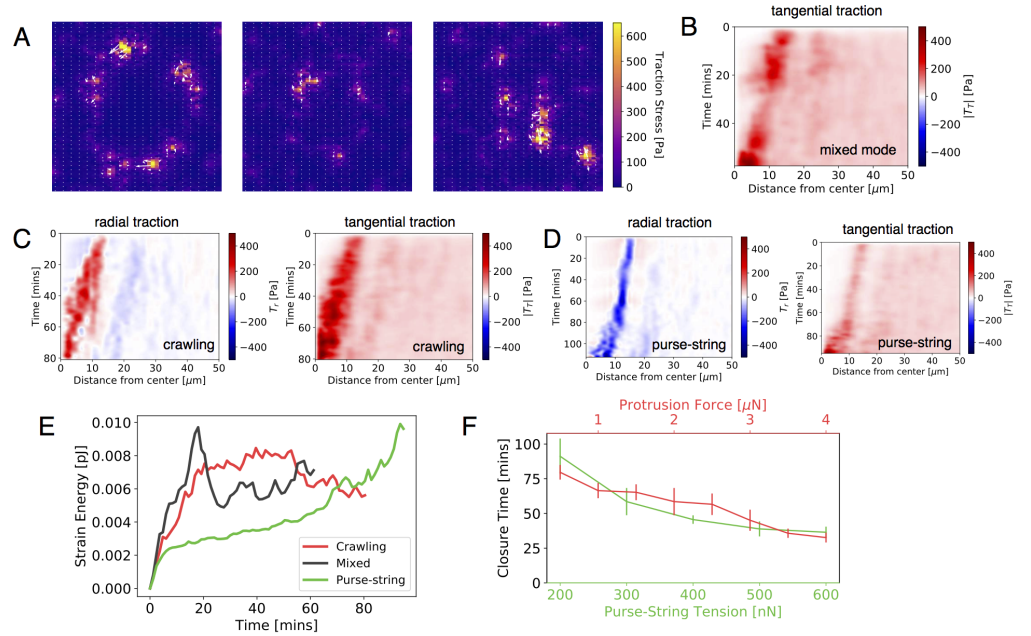 A
600
500
400
300
200
100
0
Traction Stress
[Pa]
B
tangential traction
0
20
40
Time [mins]
0 10 20 30 40 50
Distance from center [μm]
mixed mode
400
200
0
−200
−400
|T_T| [Pa]
C
radial traction
0
20
40
60
80
Time [mins]
0 10 20 30 40 50
Distance from center [μm]
crawling
400
200
0
−200
−400
T_r [Pa]
tangential traction
0
20
40
60
80
Time [mins]
0 10 20 30 40 50
Distance from center [μm]
crawling
400
200
0
−200
−400
|T_T| [Pa]
D
radial traction
0
20
40
60
80
100
Time [mins]
0 10 20 30 40 50
Distance from center [μm]
purse-string
400
200
0
−200
−400
T_r [Pa]
tangential traction
0
20
40
60
80
Time [mins]
0 10 20 30 40 50
Distance from center [μm]
purse-string
400
200
0
−200
−400
|T_T| [Pa]
E
0.010
0.008
0.006
0.004
0.002
0.000
Strain Energy [pJ]
0 20 40 60 80
Time [mins]
Crawling
Mixed
Purse-string
F
Protrusion Force [μN]
1 2 3 4
100
75
50
25
0
Closure Time [mins]
200 300 400 500 600
Purse-String Tension [nN]